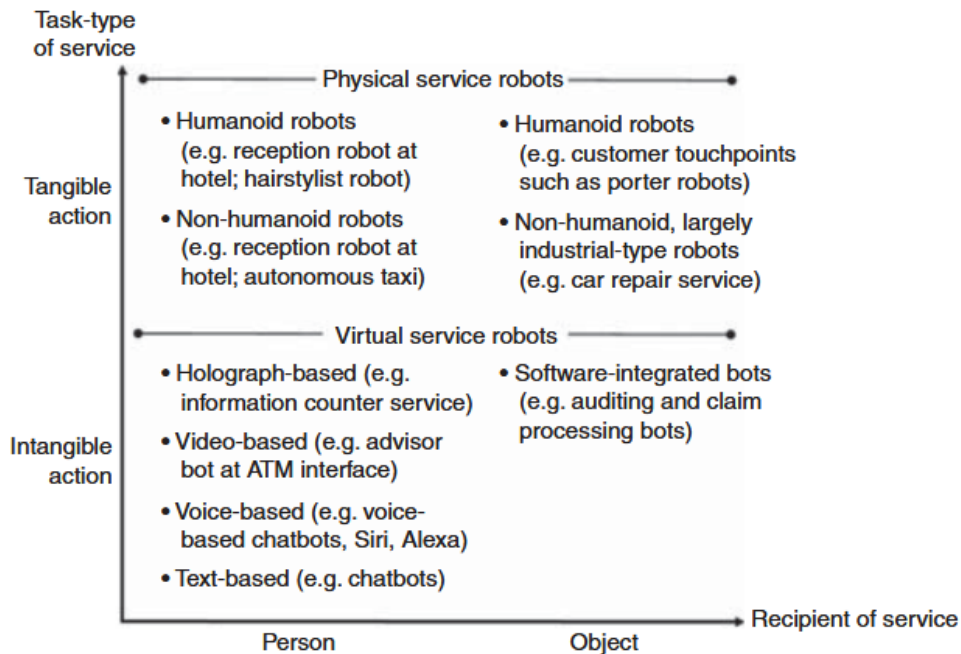 Task-type
of service
Physical service robots
• Humanoid robots
(e.g. reception robot at
hotel; hairstylist robot)
• Non-humanoid robots
(e.g. reception robot at
hotel; autonomous taxi)
• Humanoid robots
(e.g. customer touchpoints
such as porter robots)
• Non-humanoid, largely
industrial-type robots
(e.g. car repair service)
Tangible
action
Virtual service robots
• Holograph-based (e.g.
information counter service)
• Video-based (e.g. advisor
bot at ATM interface)
• Voice-based (e.g. voice-
based chatbots, Siri, Alexa)
• Text-based (e.g. chatbots)
• Software-integrated bots
(e.g. auditing and claim
processing bots)
Intangible
action
Recipient of service
Person
Object